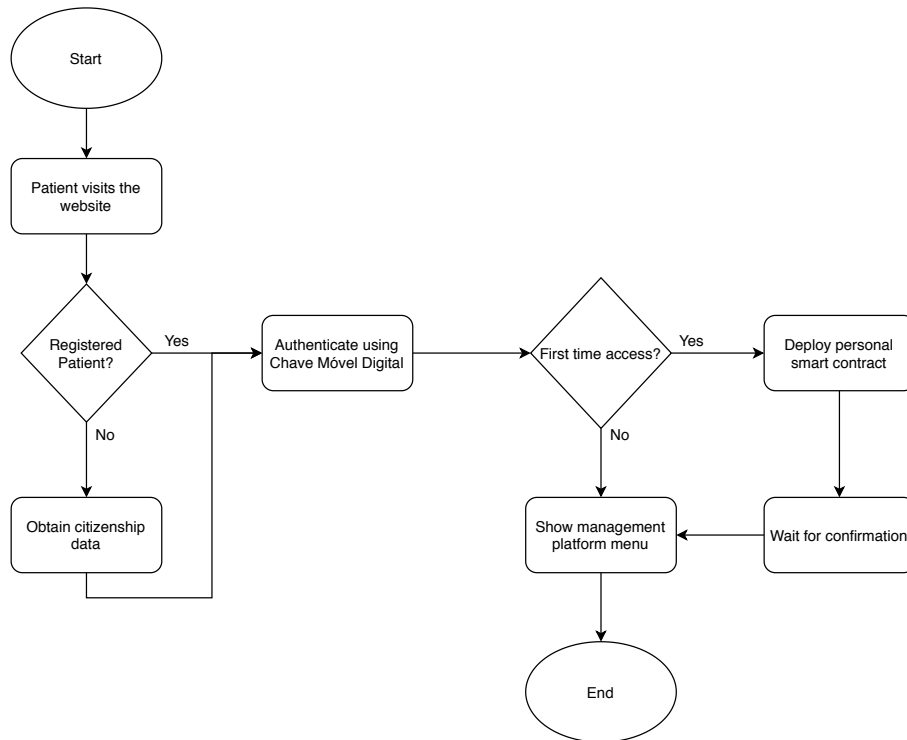 Start
Patient visits the
website
Registered
Patient?
Yes
No
Obtain citizenship
data
Authenticate using
Chave Móvel Digital
First time access?
Yes
No
Deploy personal
smart contract
Wait for confirmation
Show management
platform menu
End